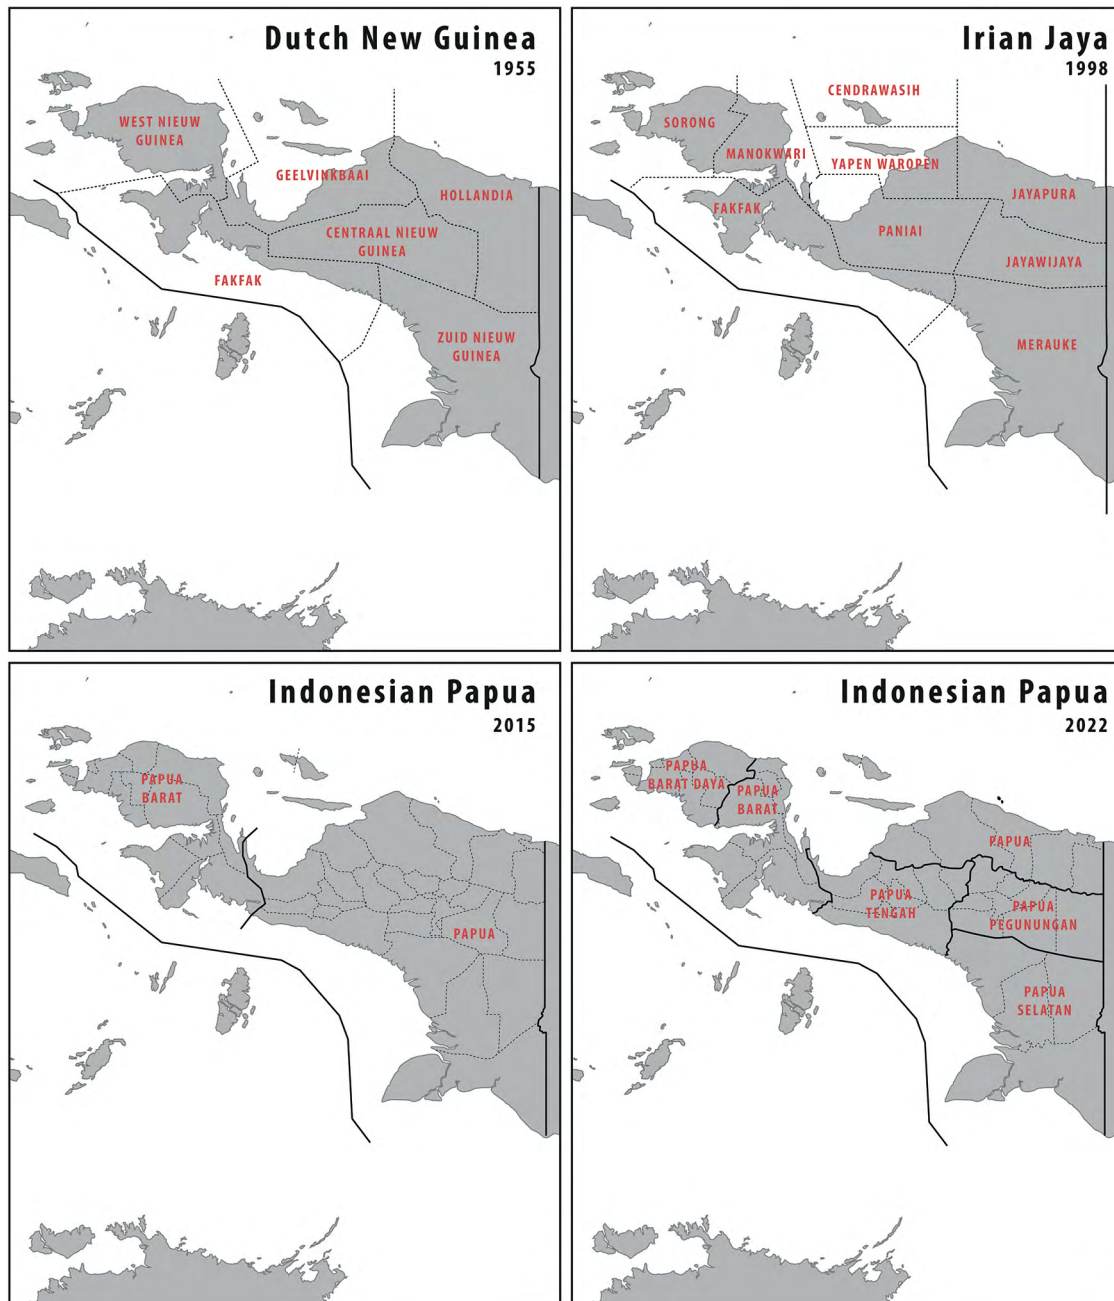 Dutch New Guinea
1955
WEST NIEUW
GUINEA
GEELVINKBAAI
HOLLANDIA
CENTRAAL NIEUW
GUINEA
FAKFAK
ZUID NIEUW
GUINEA
Irian Jaya
1998
CENDRAWASIH
SORONG
MANOKWARI
YAPEN WAROPEN
JAYAPURA
FAKFAK
PANIAI
JAYAWIJAYA
MERAUKE
Indonesian Papua
2015
PAPUA
BARAT
PAPUA
Indonesian Papua
2022
PAPUA
BARAT DAYA
PAPUA
BARAT
PAPUA
PAPUA
TENGAH
PAPUA
PEGUNUNGAN
PAPUA
SELATAN